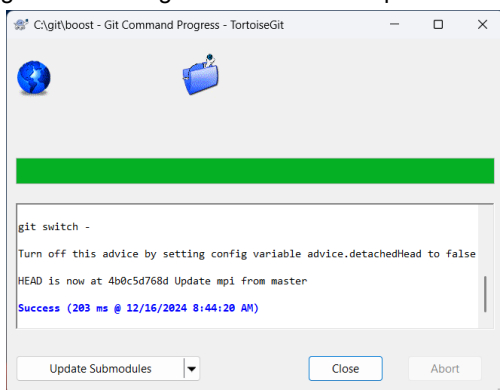 C:\git\boost - Git Command Progress - TortoiseGit
git switch -
Turn off this advice by setting config variable advice.detachedHead to false
HEAD is now at 4b0c5d768d Update mpi from master
Success (203 ms @ 12/16/2024 8:44:20 AM)
Update Submodules
Close
Abort